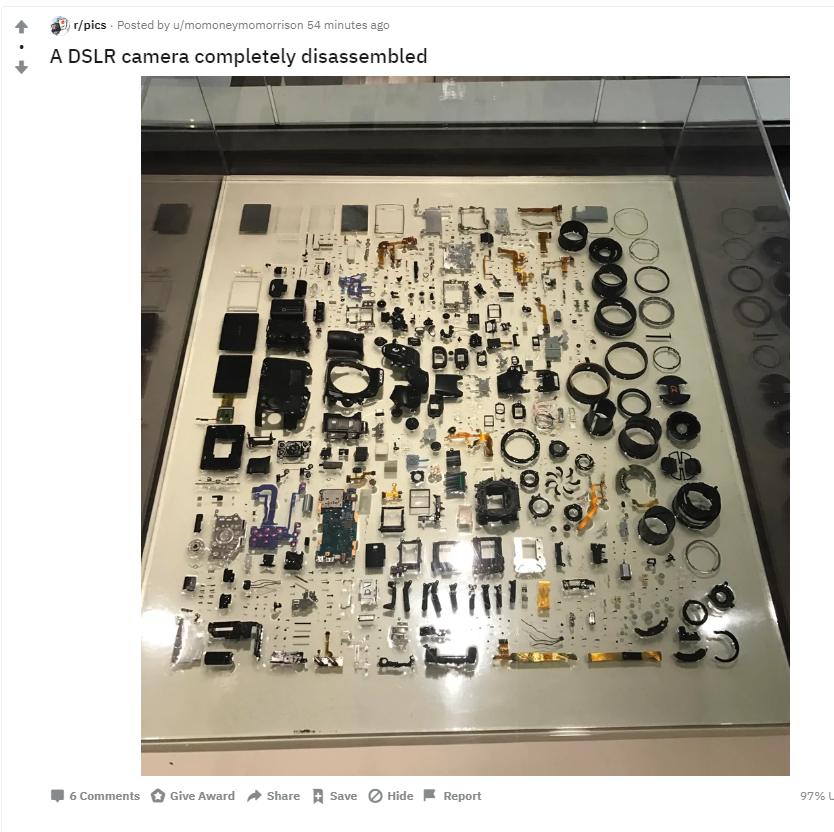 r/pics · Posted by u/momoneymomorrison 54 minutes ago
A DSLR camera completely disassembled
6 Comments Give Award Share Save Hide Report
97% U